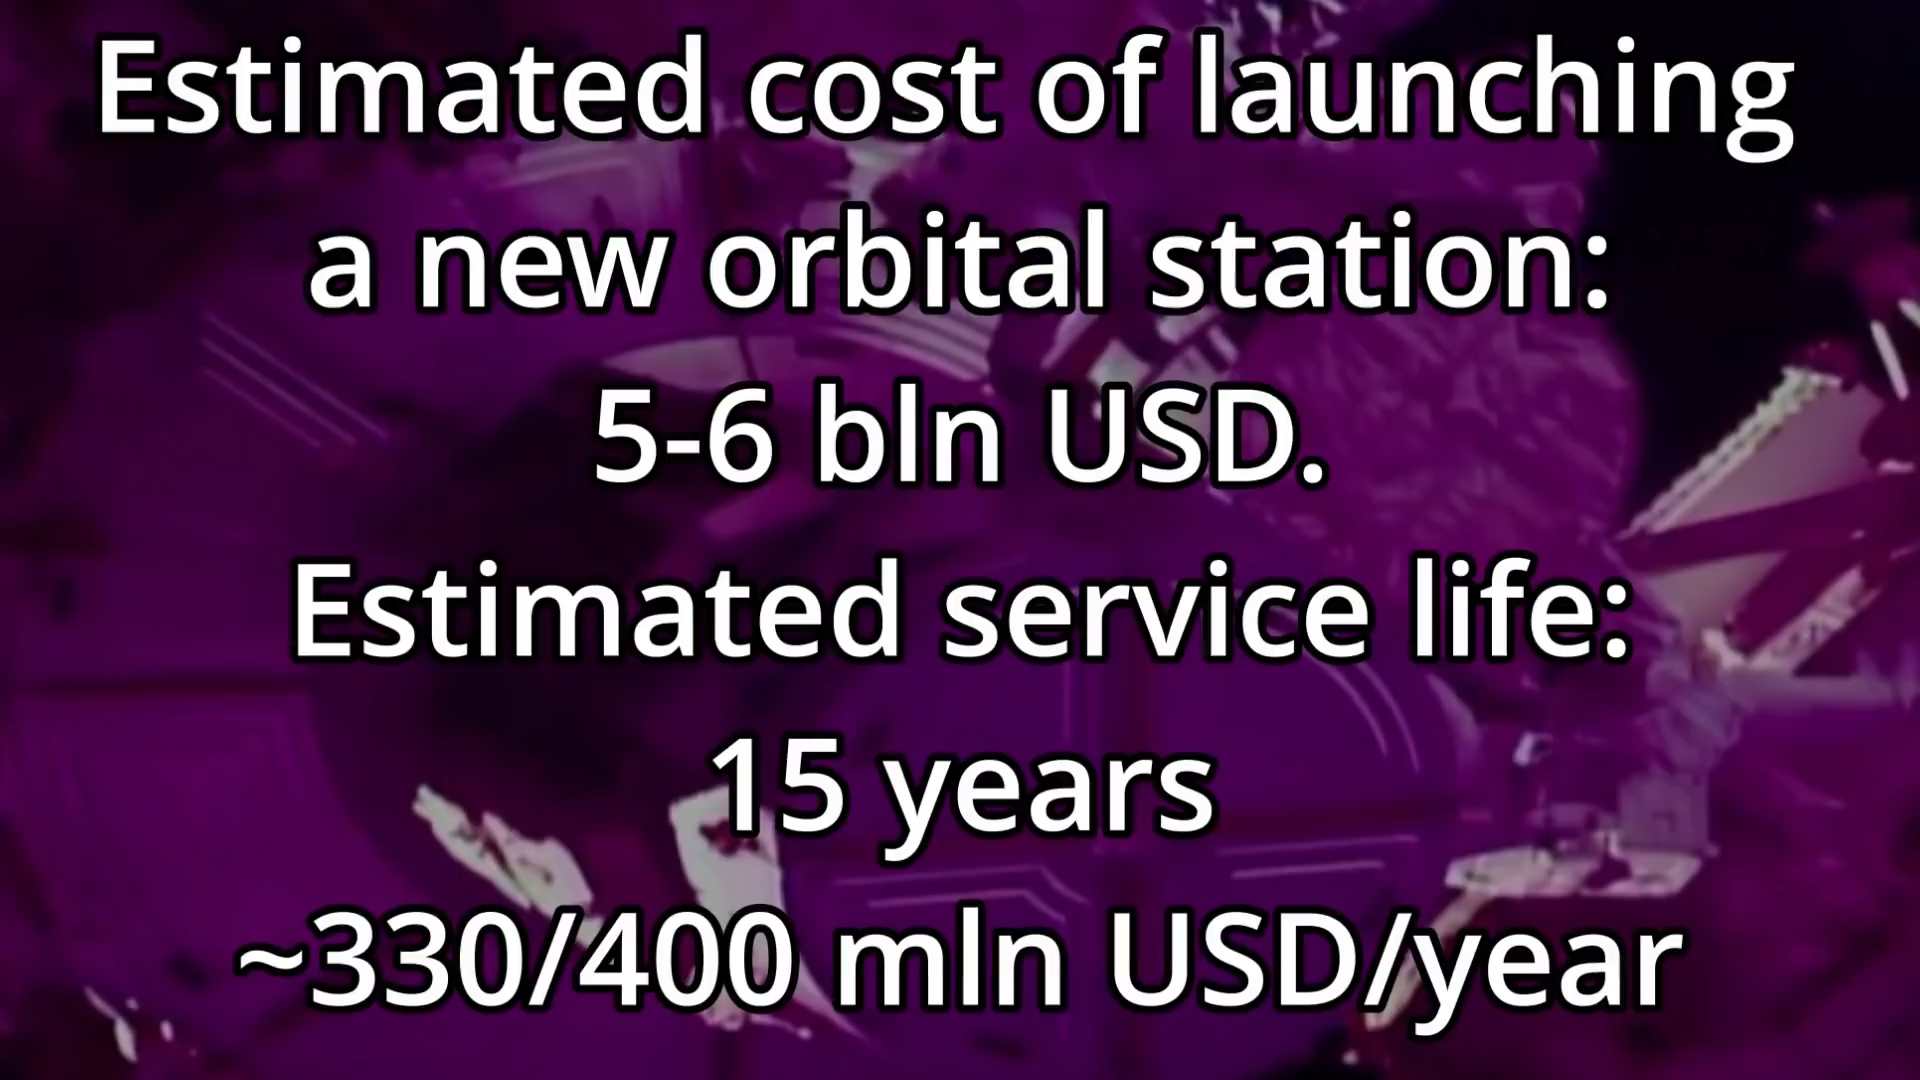 Estimated cost of launching
a new orbital station:
5-6 bln USD.
Estimated service life:
15 years
~330/400 mln USD/year